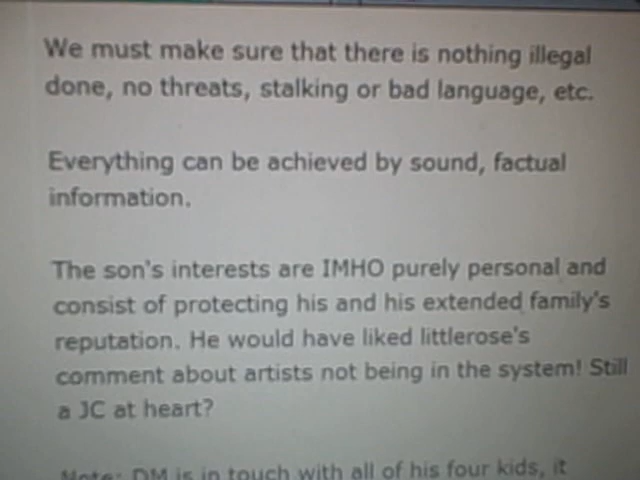 We must make sure that there is nothing illegal
done, no threats, stalking or bad language, etc.
Everything can be achieved by sound, factual
information.
The son's interests are IMHO purely personal and
consist of protecting his and his extended family's
reputation. He would have liked littlerose's
comment about artists not being in the system! Still
a JC at heart?
Note: DM is in touch with all of his four kids, it